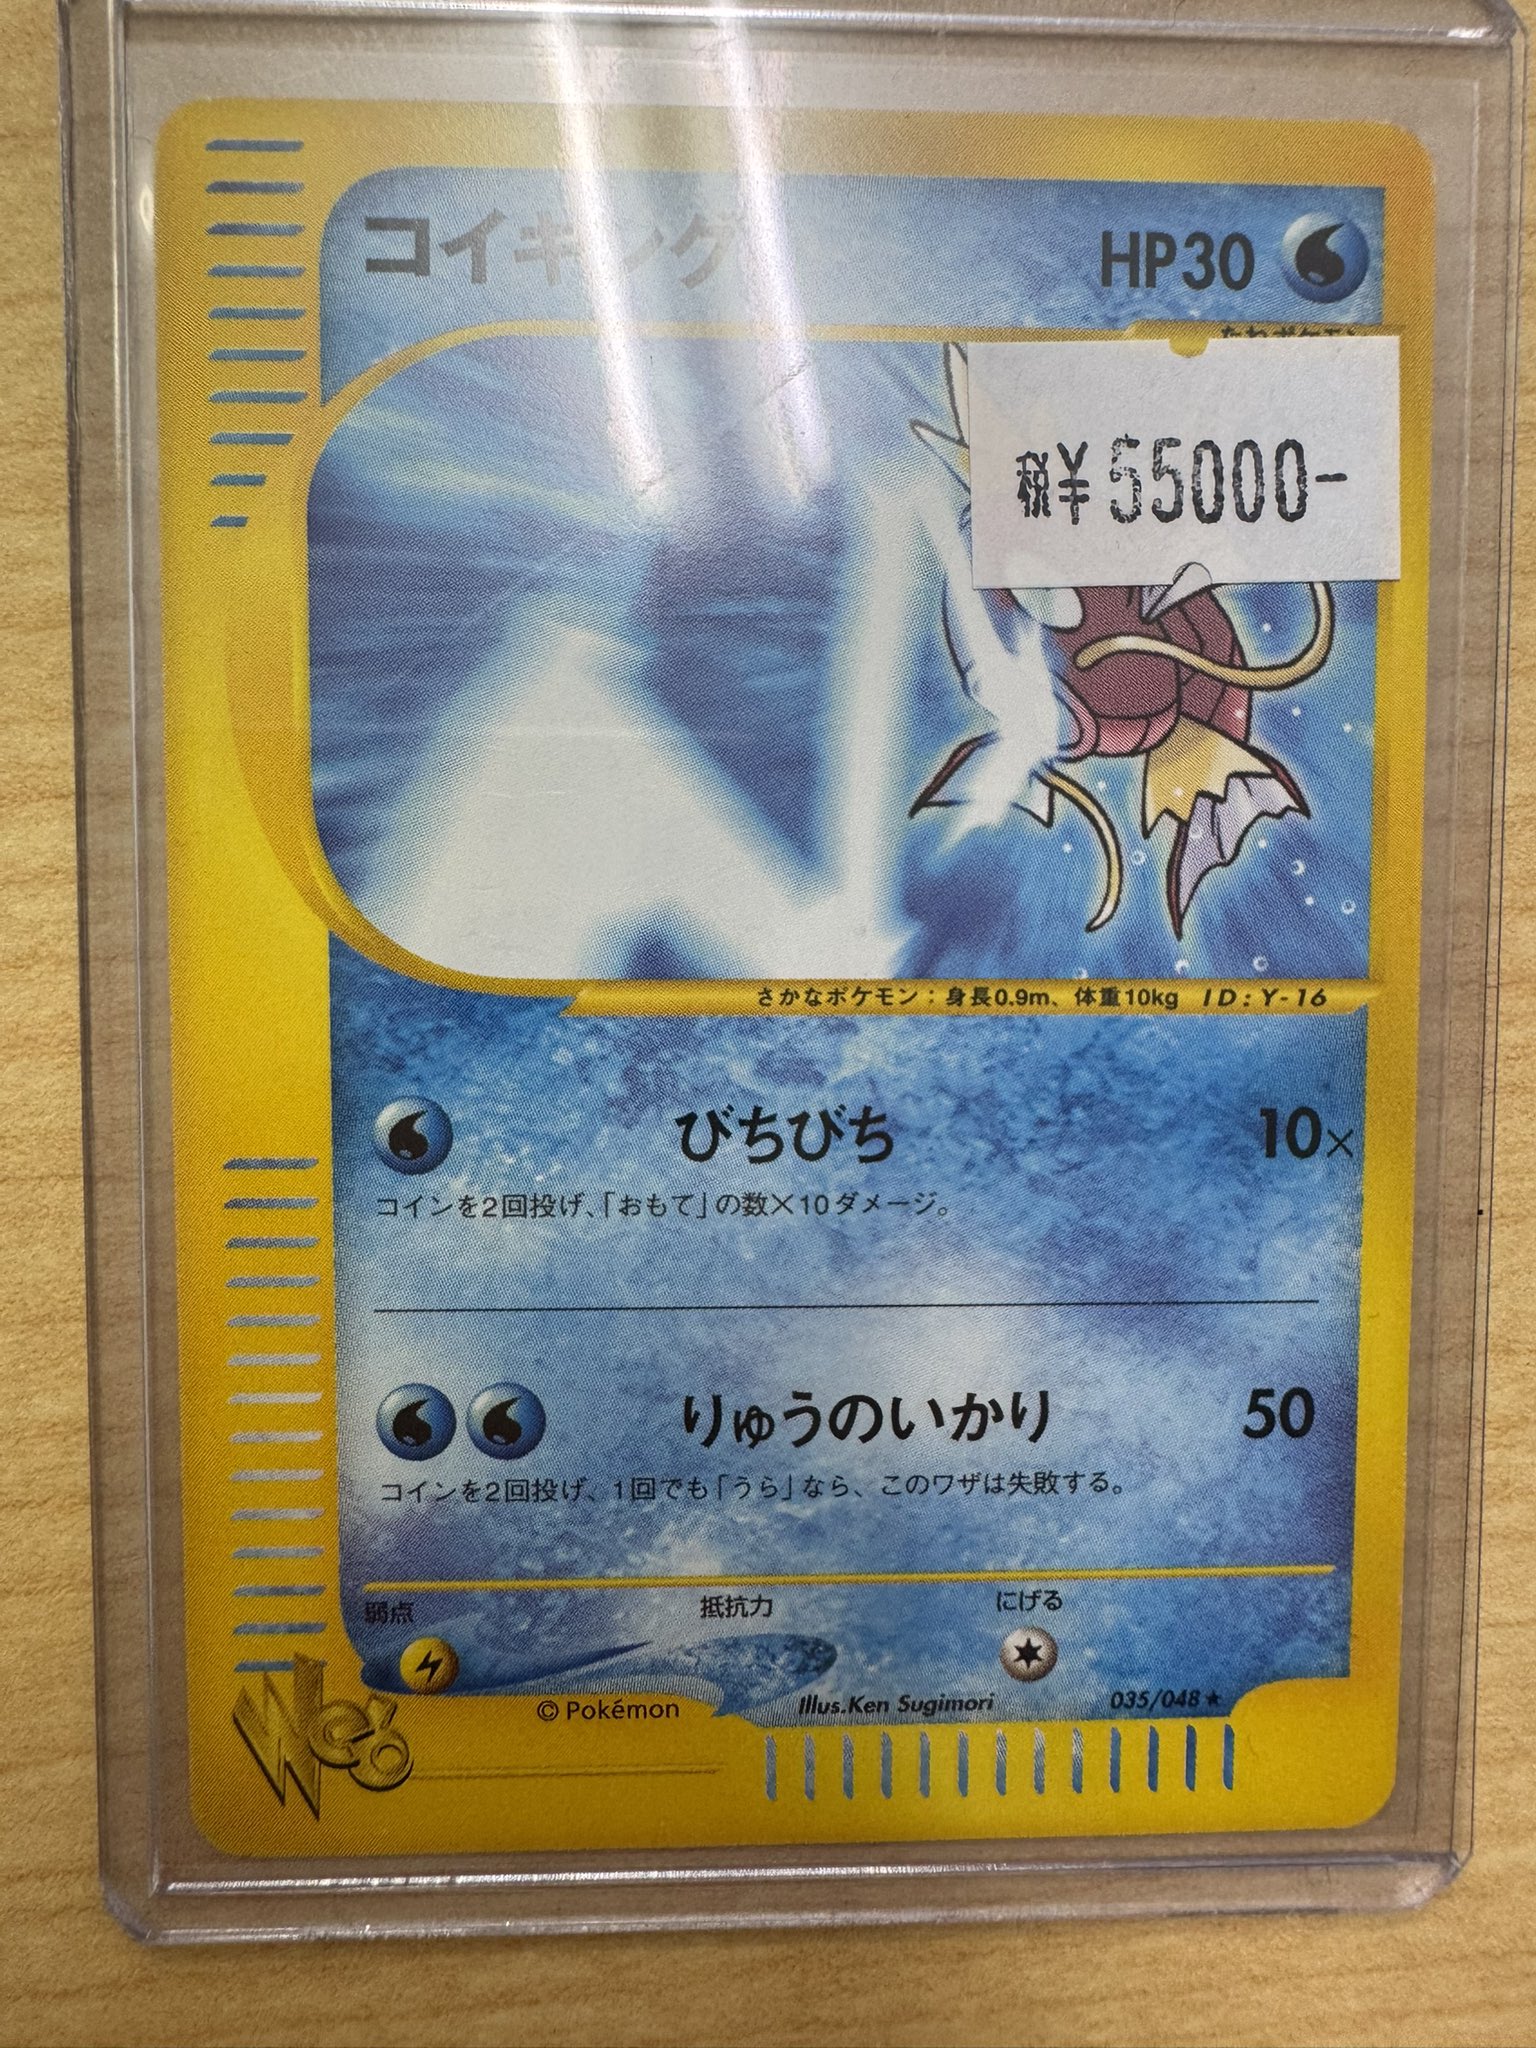 コイキング
HP30
税¥55000-
さかなポケモン：身長0.9m、体重10kg ID:Y-16
びちびち 10×
コインを2回投げ、「おもて」の数×10ダメージ。
りゅうのいかり 50
コインを2回投げ、1回でも「うら」なら、このワザは失敗する。
弱点 抵抗力 にげる
©Pokémon
Illus.Ken Sugimori
035/048★
Web